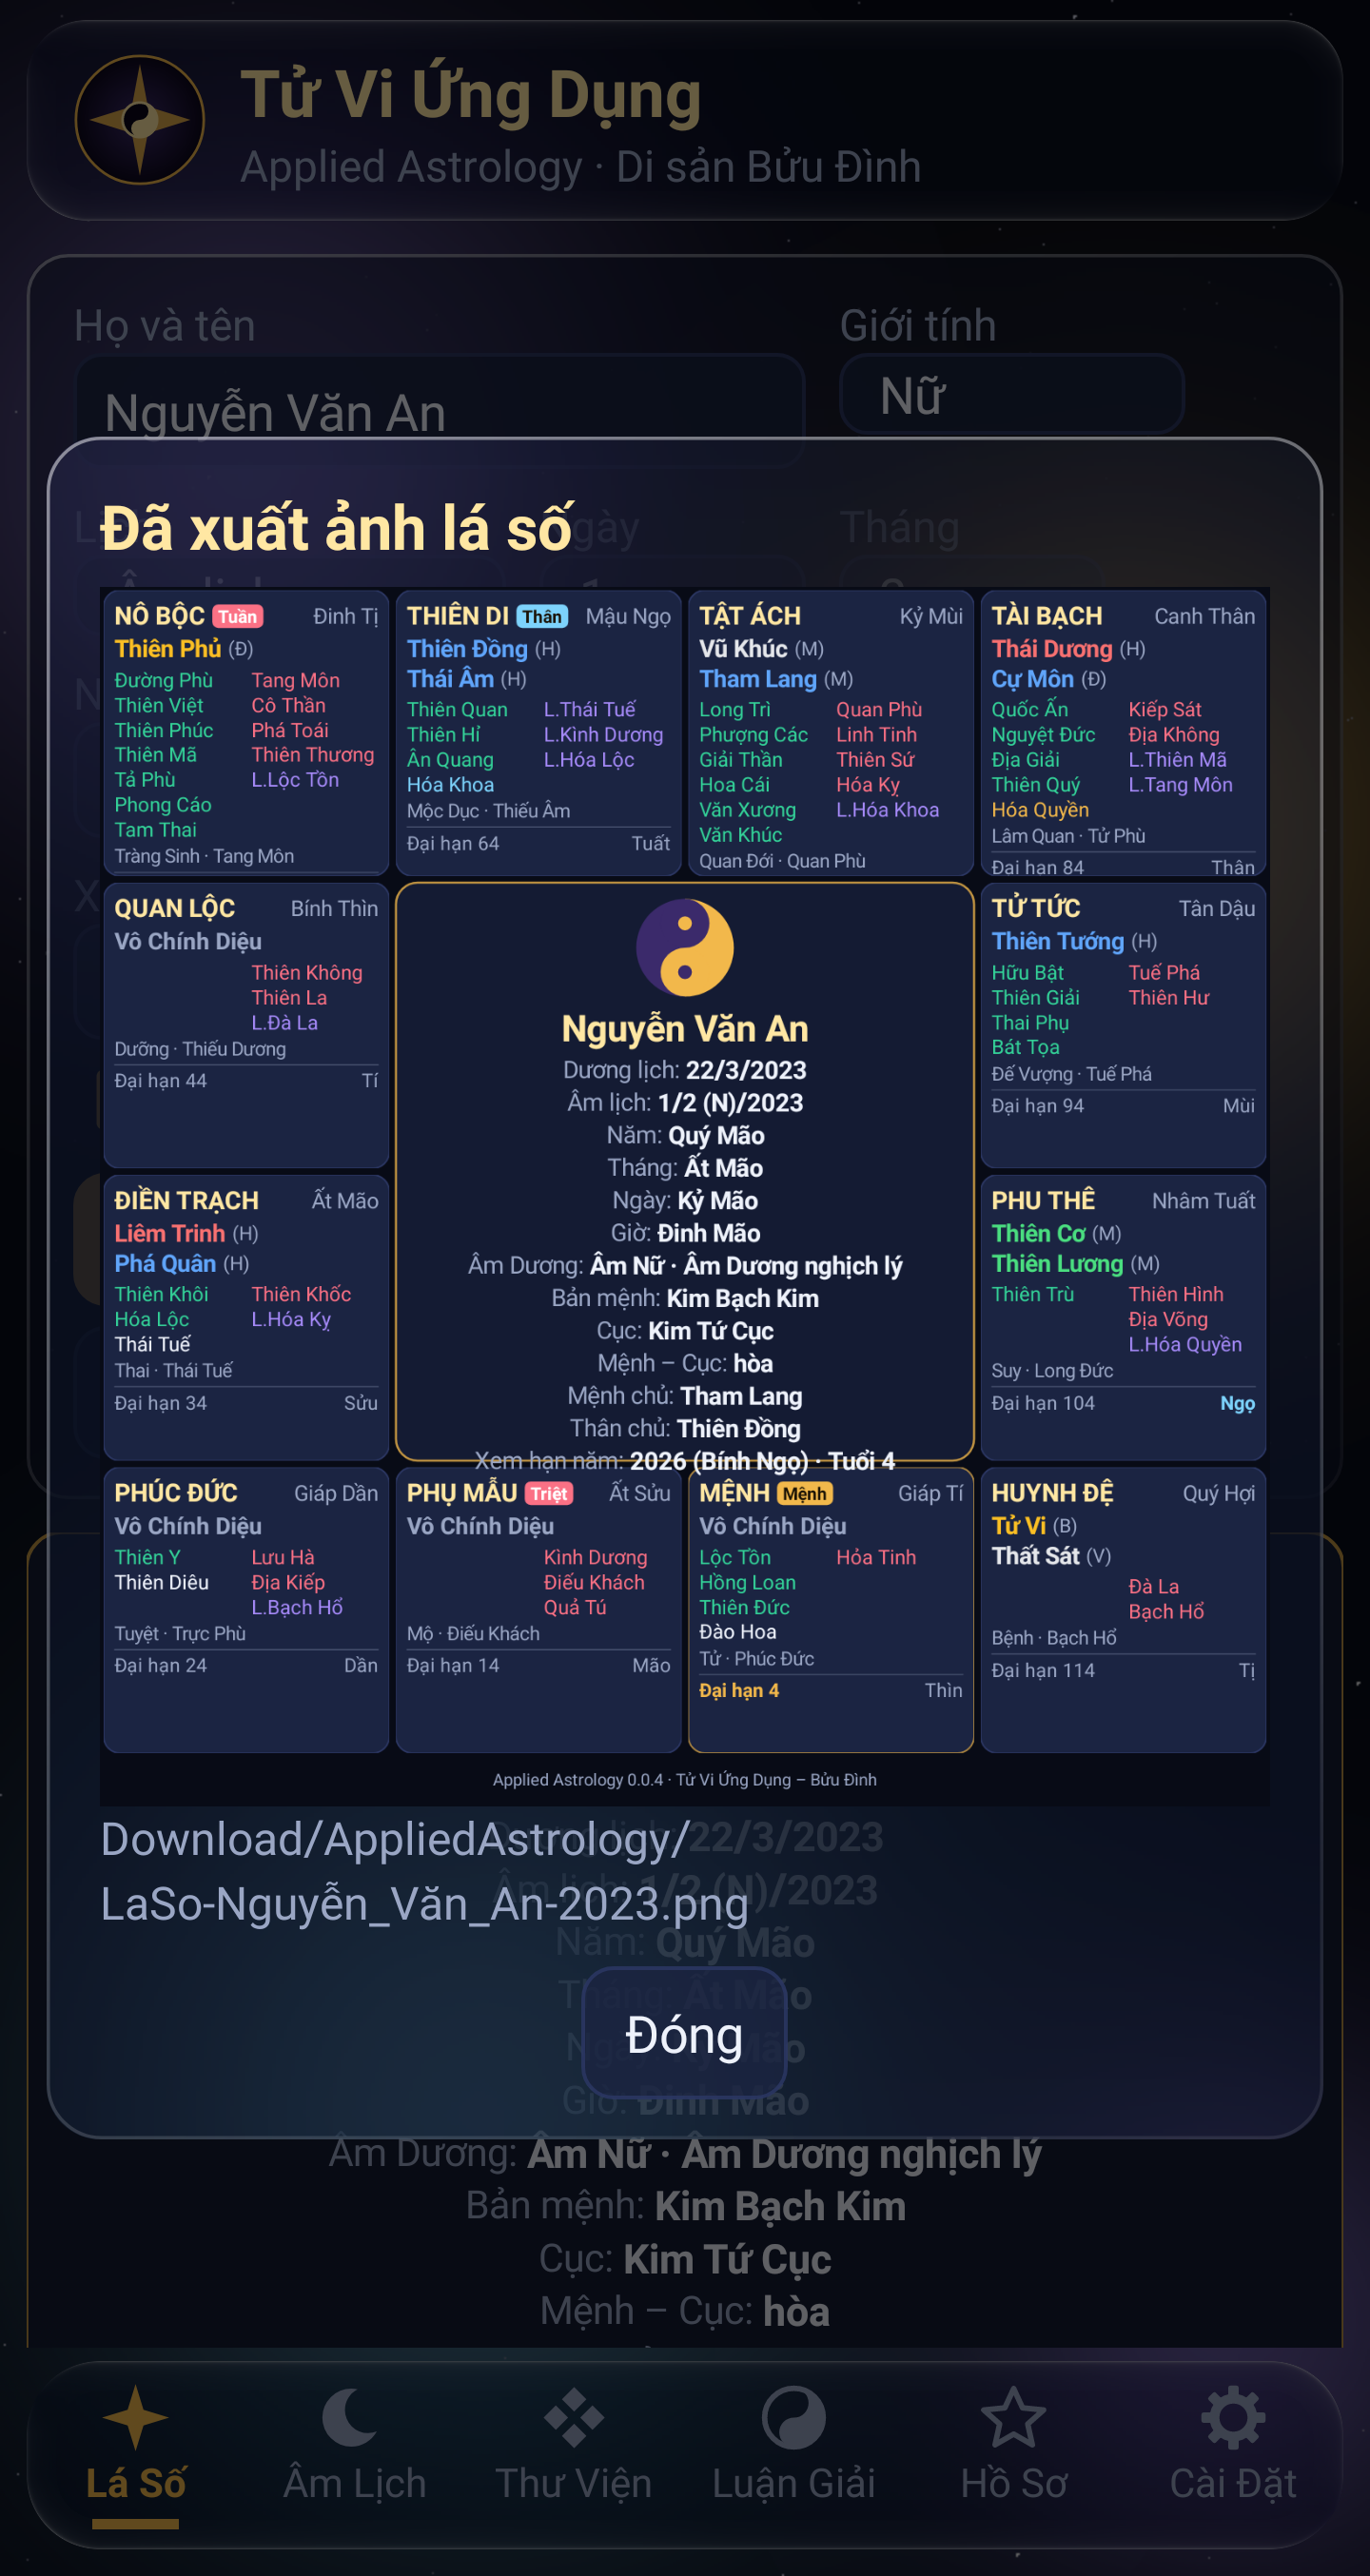 Tử Vi Ứng Dụng
Applied Astrology · Di sản Bửu Đình
Họ và tên
Giới tính
Nguyễn Văn An
Nữ
Đã xuất ảnh lá số
Tháng
NÔ BỘC Tuần Đinh Tị
Thiên Phủ (Đ)
Đường Phù Tang Môn
Thiên Việt Cô Thần
Thiên Phúc Phá Toái
Thiên Mã Thiên Thương
Tả Phù L.Lộc Tồn
Phong Cáo
Tam Thai
Tràng Sinh · Tang Môn
THIÊN DI Thân Mậu Ngọ
Thiên Đồng (H)
Thái Âm (H)
Thiên Quan L.Thái Tuế
Thiên Hỉ L.Kình Dương
Ân Quang L.Hóa Lộc
Hóa Khoa
Mộc Dục · Thiếu Âm
Đại hạn 64 Tuất
TẬT ÁCH Kỷ Mùi
Vũ Khúc (M)
Tham Lang (M)
Long Trì Quan Phù
Phượng Các Linh Tinh
Giải Thần Thiên Sứ
Hoa Cái Hóa Kỵ
Văn Xương L.Hóa Khoa
Văn Khúc
Quan Đới · Quan Phù
TÀI BẠCH Canh Thân
Thái Dương (H)
Cự Môn (Đ)
Quốc Ấn Kiếp Sát
Nguyệt Đức Địa Không
Địa Giải L.Thiên Mã
Thiên Quý L.Tang Môn
Hóa Quyền
Lâm Quan · Tử Phù
Đại hạn 84 Thân
QUAN LỘC Bính Thìn
Vô Chính Diệu
Thiên Không
Thiên La
L.Đà La
Dưỡng · Thiếu Dương
Đại hạn 44 Tí
Nguyễn Văn An
Dương lịch: 22/3/2023
Âm lịch: 1/2 (N)/2023
Năm: Quý Mão
Tháng: Ất Mão
Ngày: Kỷ Mão
Giờ: Đinh Mão
Âm Dương: Âm Nữ · Âm Dương nghịch lý
Bản mệnh: Kim Bạch Kim
Cục: Kim Tứ Cục
Mệnh – Cục: hòa
Mệnh chủ: Tham Lang
Thân chủ: Thiên Đồng
Xem hạn năm: 2026 (Bính Ngọ) · Tuổi 4
TỬ TỨC Tân Dậu
Thiên Tướng (H)
Hữu Bật Tuế Phá
Thiên Giải Thiên Hư
Thai Phụ
Bát Tọa
Đế Vượng · Tuế Phá
Đại hạn 94 Mùi
ĐIỀN TRẠCH Ất Mão
Liêm Trinh (H)
Phá Quân (H)
Thiên Khôi Thiên Khốc
Hóa Lộc L.Hóa Kỵ
Thái Tuế
Thai · Thái Tuế
Đại hạn 34 Sửu
PHU THÊ Nhâm Tuất
Thiên Cơ (M)
Thiên Lương (M)
Thiên Trù Thiên Hình
Địa Võng
L.Hóa Quyền
Suy · Long Đức
Đại hạn 104 Ngọ
PHÚC ĐỨC Giáp Dần
Vô Chính Diệu
Thiên Y Lưu Hà
Thiên Diêu Địa Kiếp
L.Bạch Hổ
Tuyệt · Trực Phù
Đại hạn 24 Dần
PHỤ MẪU Triệt Ất Sửu
Vô Chính Diệu
Kình Dương
Điếu Khách
Quả Tú
Mộ · Điếu Khách
Đại hạn 14 Mão
MỆNH Mệnh Giáp Tí
Vô Chính Diệu
Lộc Tồn Hỏa Tinh
Hồng Loan
Thiên Đức
Đào Hoa
Tử · Phúc Đức
Đại hạn 4 Thìn
HUYNH ĐỆ Quý Hợi
Tử Vi (B)
Thất Sát (V)
Đà La
Bạch Hổ
Bệnh · Bạch Hổ
Đại hạn 114 Tị
Applied Astrology 0.0.4 · Tử Vi Ứng Dụng – Bửu Đình
Download/AppliedAstrology/
LaSo-Nguyễn_Văn_An-2023.png
22/3/2023
1/2 (N)/2023
Năm: Quý Mão
Đóng
Giờ: Đinh Mão
Âm Dương: Âm Nữ · Âm Dương nghịch lý
Bản mệnh: Kim Bạch Kim
Cục: Kim Tứ Cục
Mệnh – Cục: hòa
Lá Số
Âm Lịch
Thư Viện
Luận Giải
Hồ Sơ
Cài Đặt